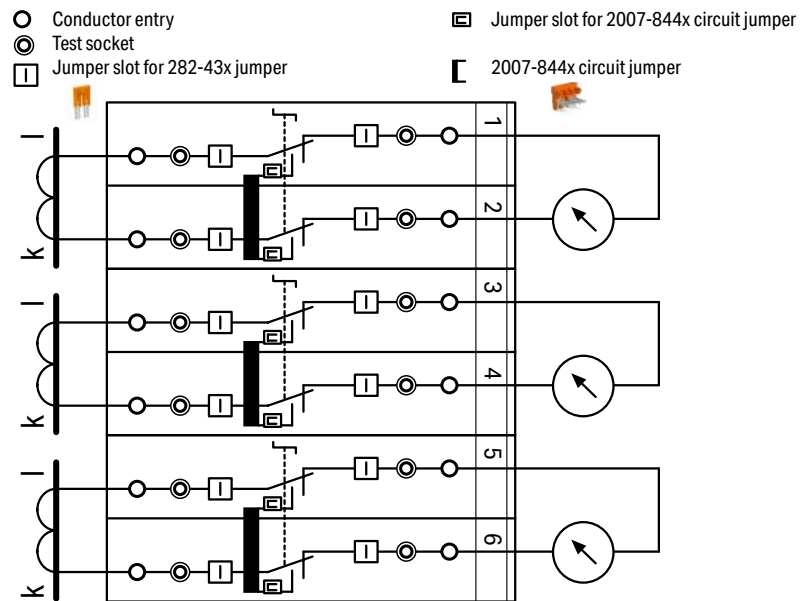 Conductor entry
Test socket
Jumper slot for 282-43x jumper
Jumper slot for 2007-844x circuit jumper
2007-844x circuit jumper
l
1
2
k
l
3
4
k
l
5
6
k